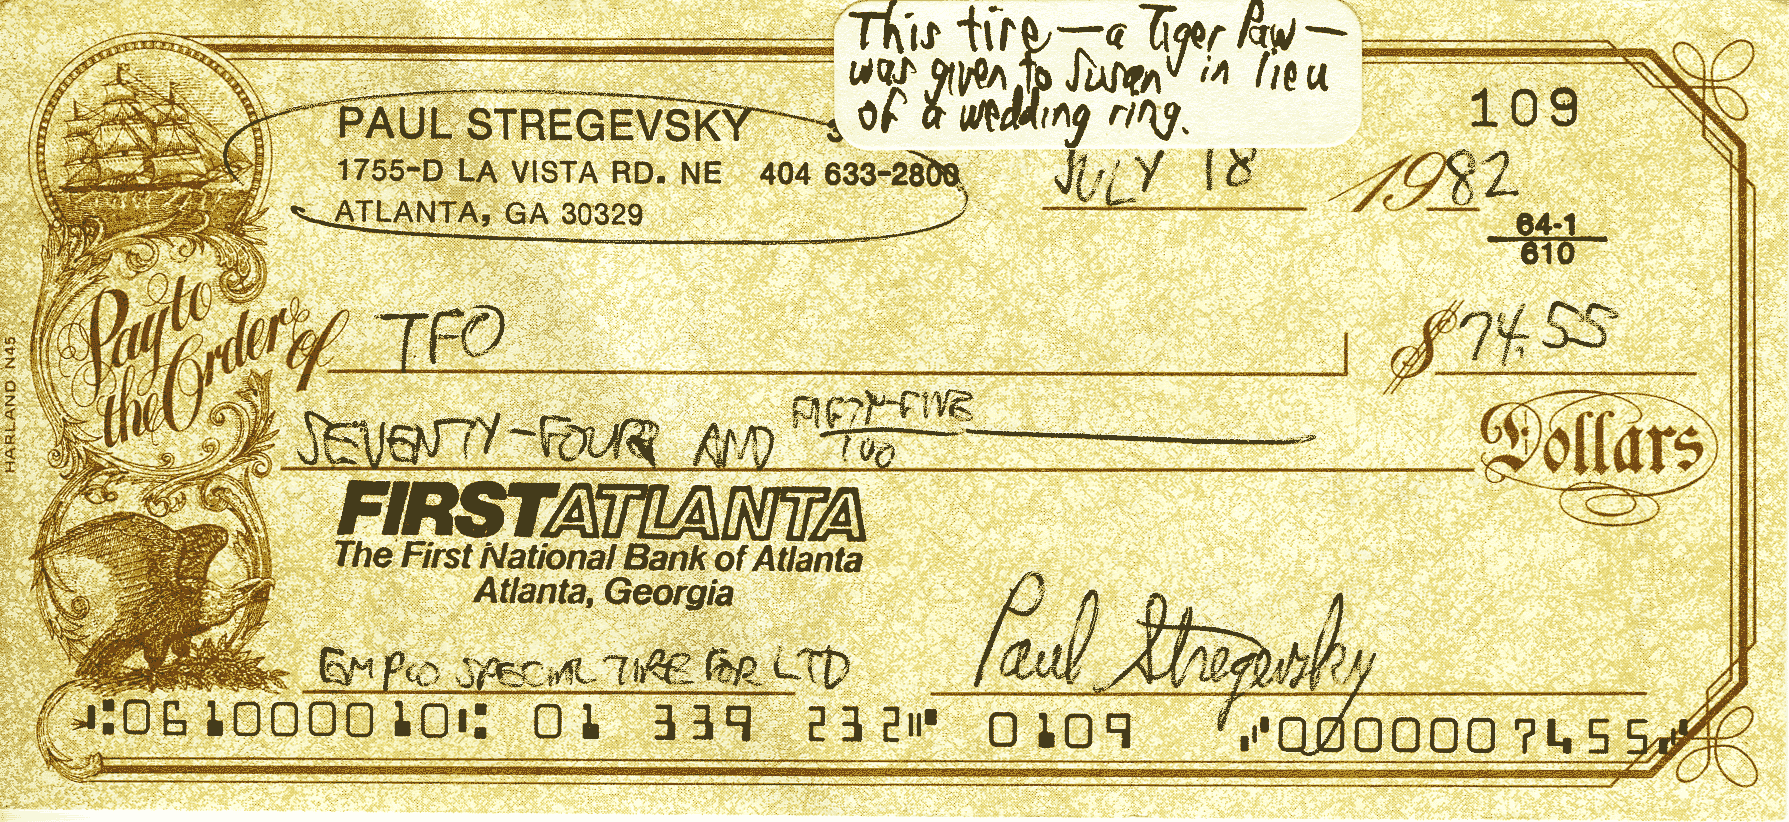 This tire — a Tiger Paw —
was given to Susan in lieu
of a wedding ring.
109
PAUL STREGEVSKY
1755-D LA VISTA RD. NE 404 633-2800
ATLANTA, GA 30329
JULY 18 1982
64-1
610
Pay to
the Order of TFO $ 74.55
SEVENTY-FOUR AND FIFTY-FIVE/100 Dollars
FIRSTATLANTA
The First National Bank of Atlanta
Atlanta, Georgia
SPECIAL TIRE FOR LTD
Paul Stregevsky
⑆061000010⑆ 01 339 232⑈ 0109 ⑈0000007455⑈
HARLAND N45